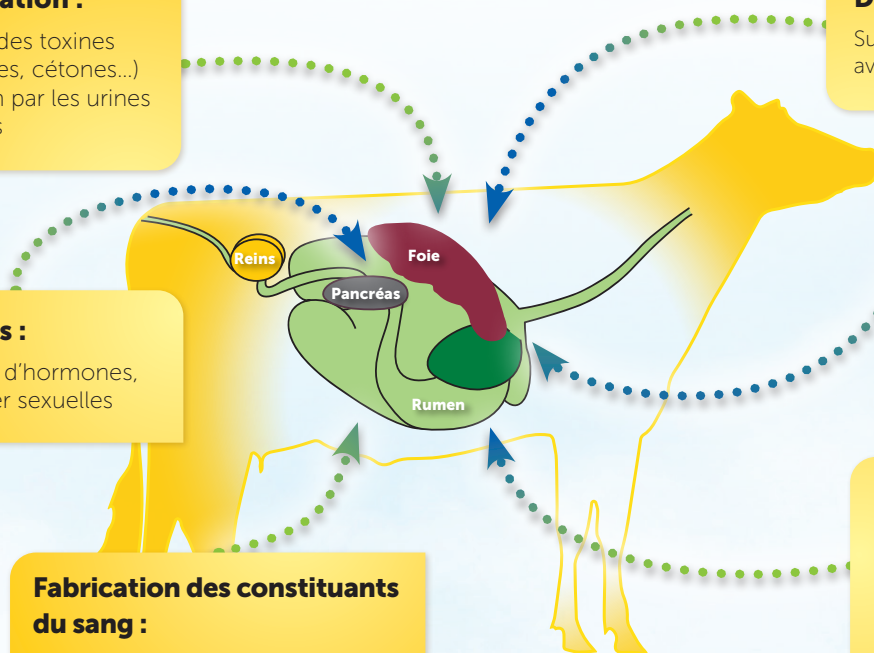 ation :
des toxines
es, cétones...)
n par les urines
s
D
Su
av
Reins
Foie
Pancréas
Rumen
s :
d'hormones,
er sexuelles
Fabrication des constituants
du sang :